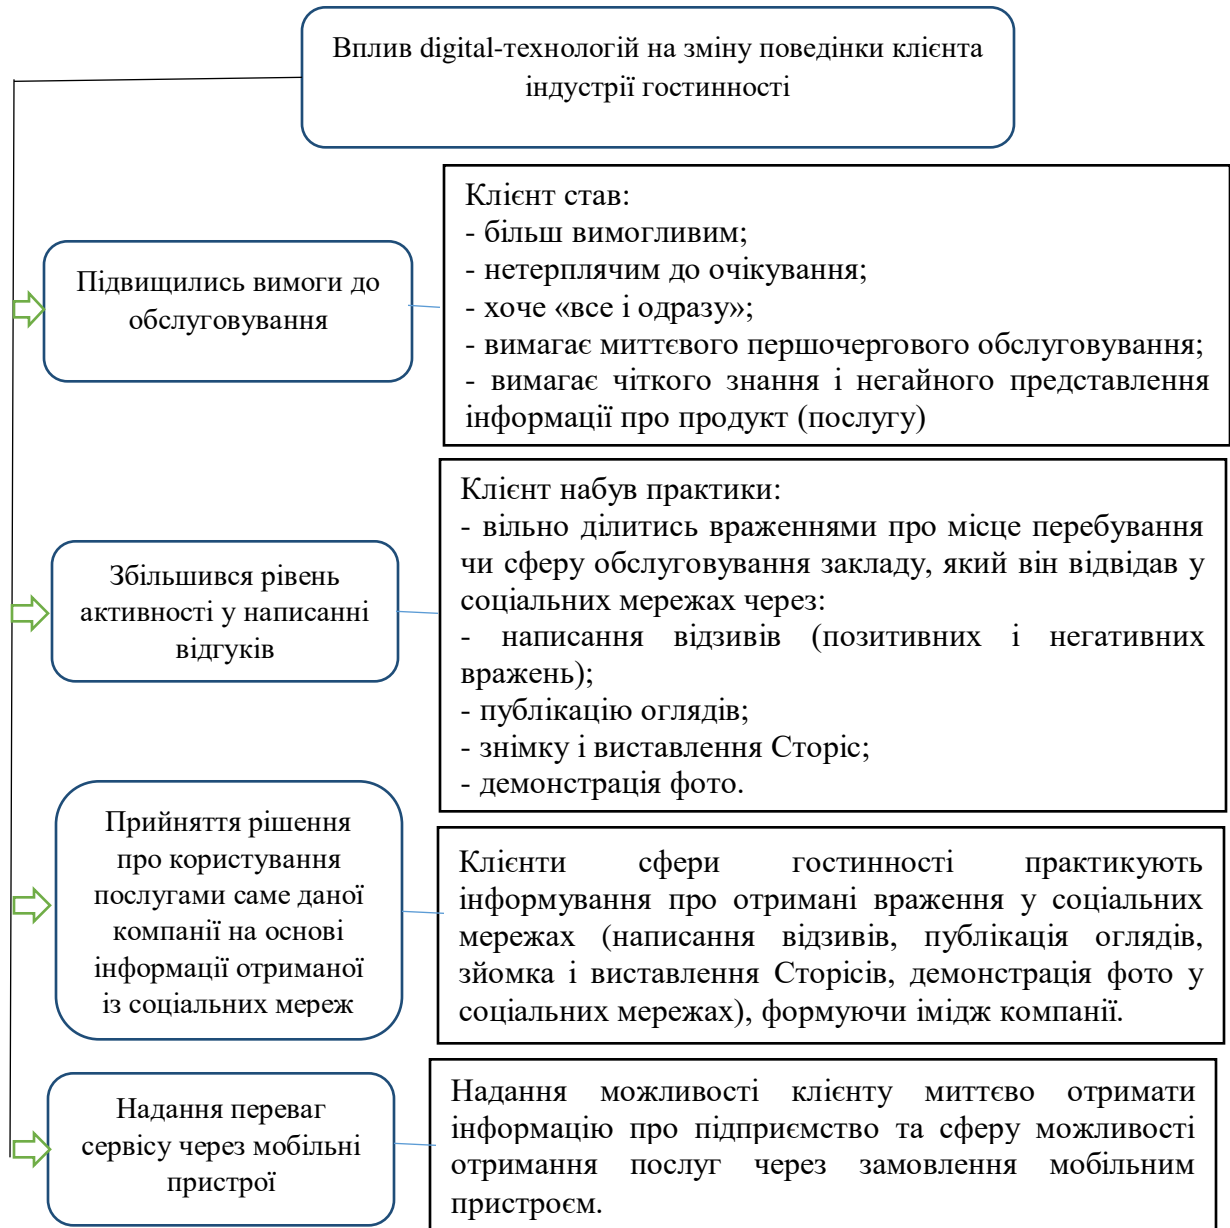 Вплив digital-технологій на зміну поведінки клієнта
індустрії гостинності
Підвищились вимоги до
обслуговування
Клієнт став:
- більш вимогливим;
- нетерплячим до очікування;
- хоче «все і одразу»;
- вимагає миттєвого першочергового обслуговування;
- вимагає чіткого знання і негайного представлення
інформації про продукт (послугу)
Збільшився рівень
активності у написанні
відгуків
Клієнт набув практики:
- вільно ділитись враженнями про місце перебування
чи сферу обслуговування закладу, який він відвідав у
соціальних мережах через:
- написання відзивів (позитивних і негативних
вражень);
- публікацію оглядів;
- знімку і виставлення Сторіс;
- демонстрація фото.
Прийняття рішення
про користування
послугами саме даної
компанії на основі
інформації отриманої
із соціальних мереж
Клієнти сфери гостинності практикують
інформування про отримані враження у соціальних
мережах (написання відзивів, публікація оглядів,
зйомка і виставлення Сторісів, демонстрація фото у
соціальних мережах), формуючи імідж компанії.
Надання переваг
сервісу через мобільні
пристрої
Надання можливості клієнту миттєво отримати
інформацію про підприємство та сферу можливості
отримання послуг через замовлення мобільним
пристроєм.